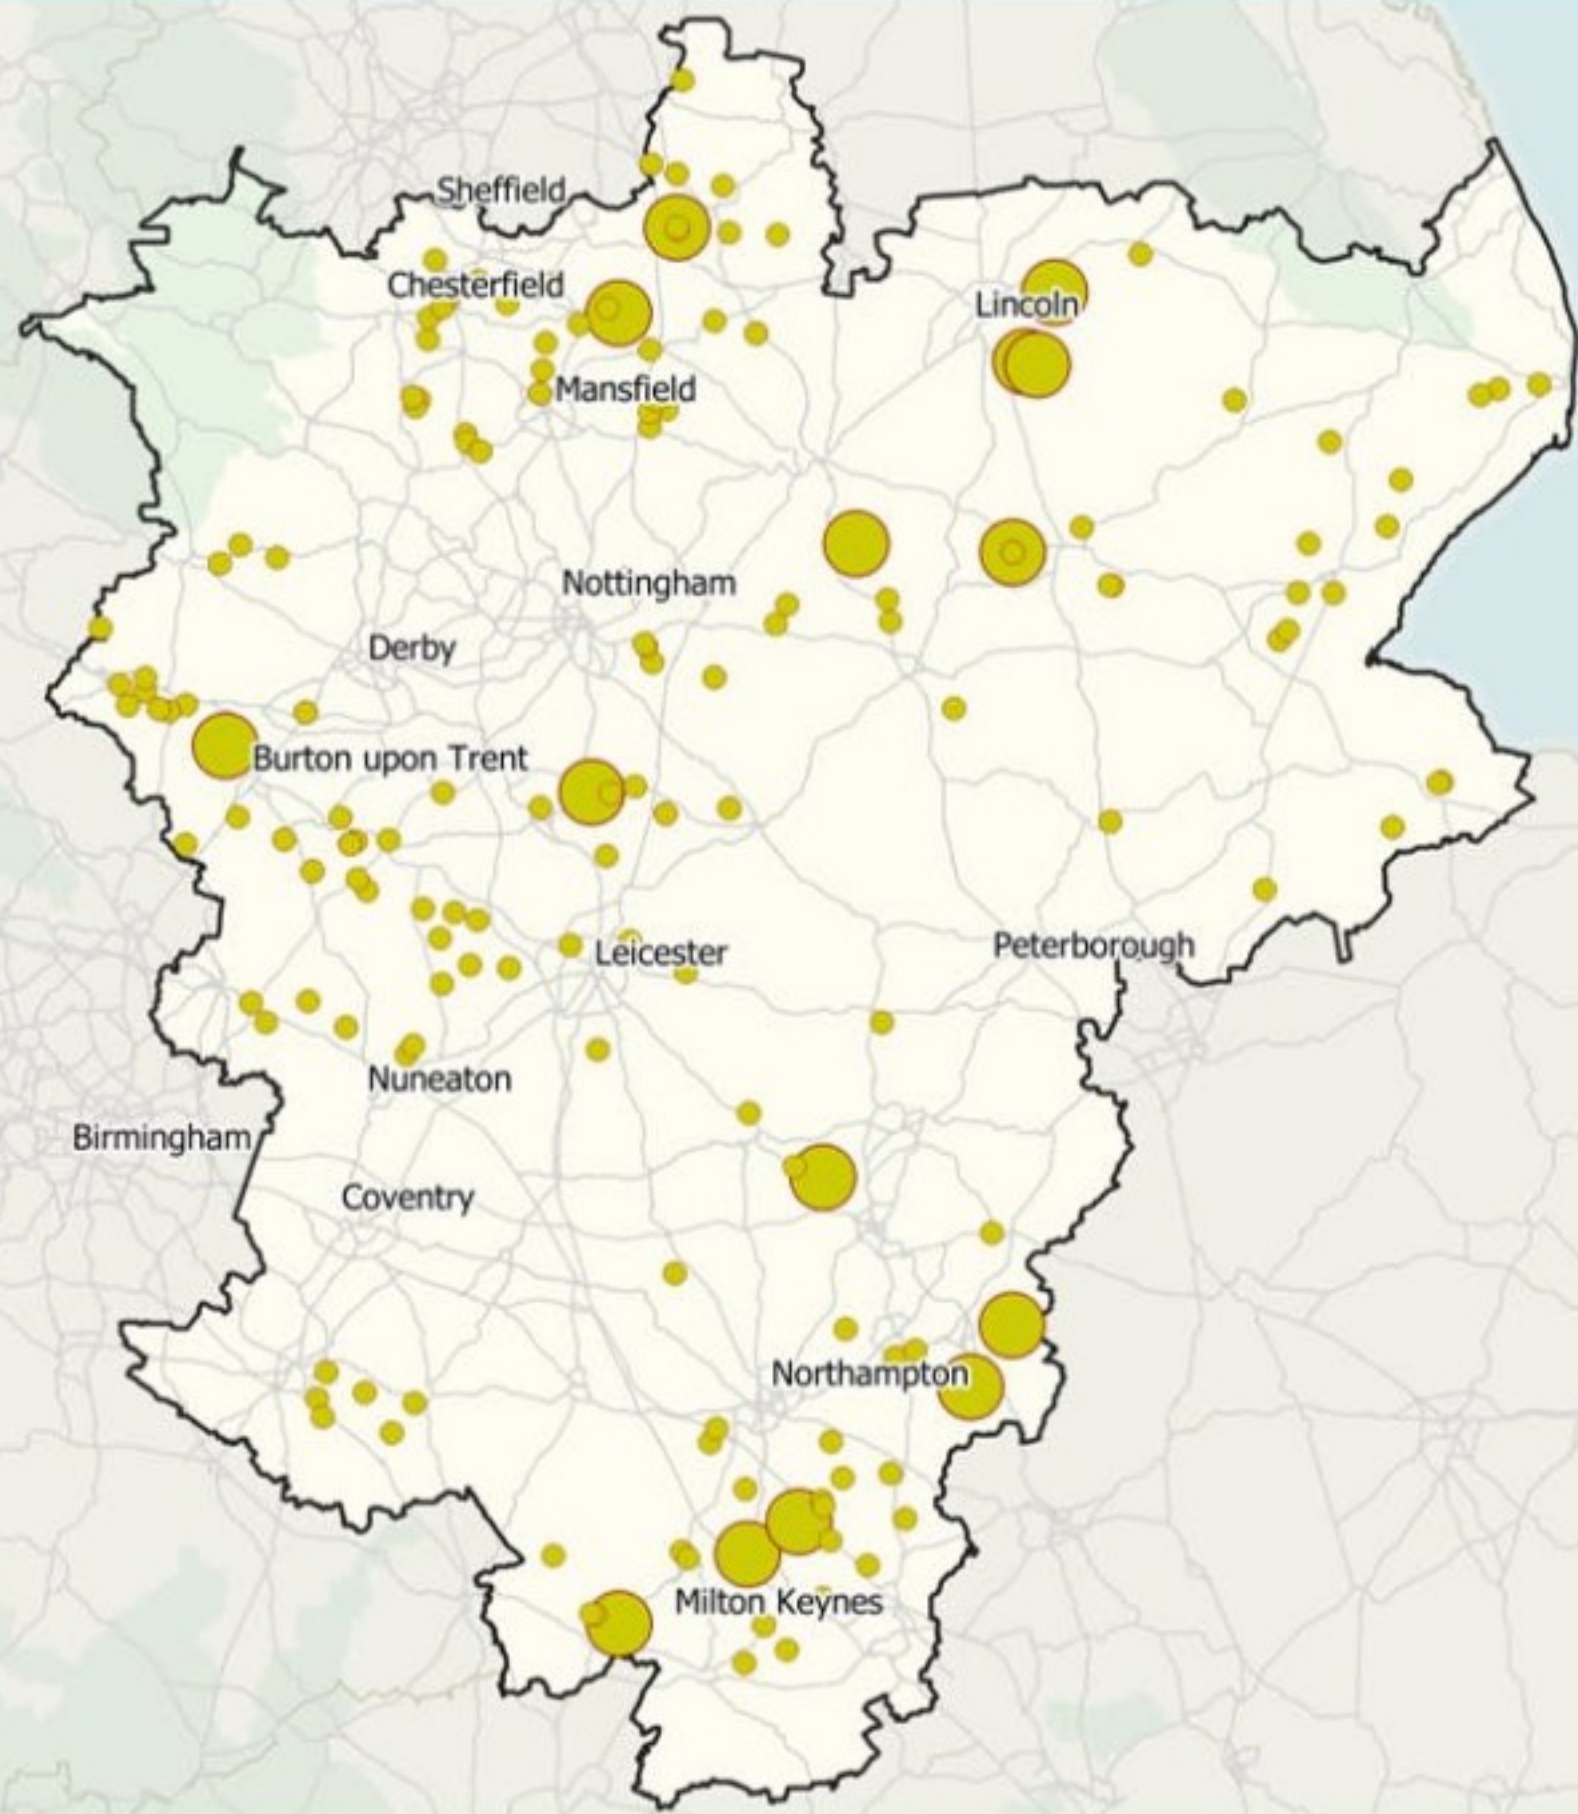 Sheffield
Chesterfield
Lincoln
Mansfield
Nottingham
Derby
Burton upon Trent
Leicester
Peterborough
Nuneaton
Birmingham
Coventry
Northampton
Milton Keynes